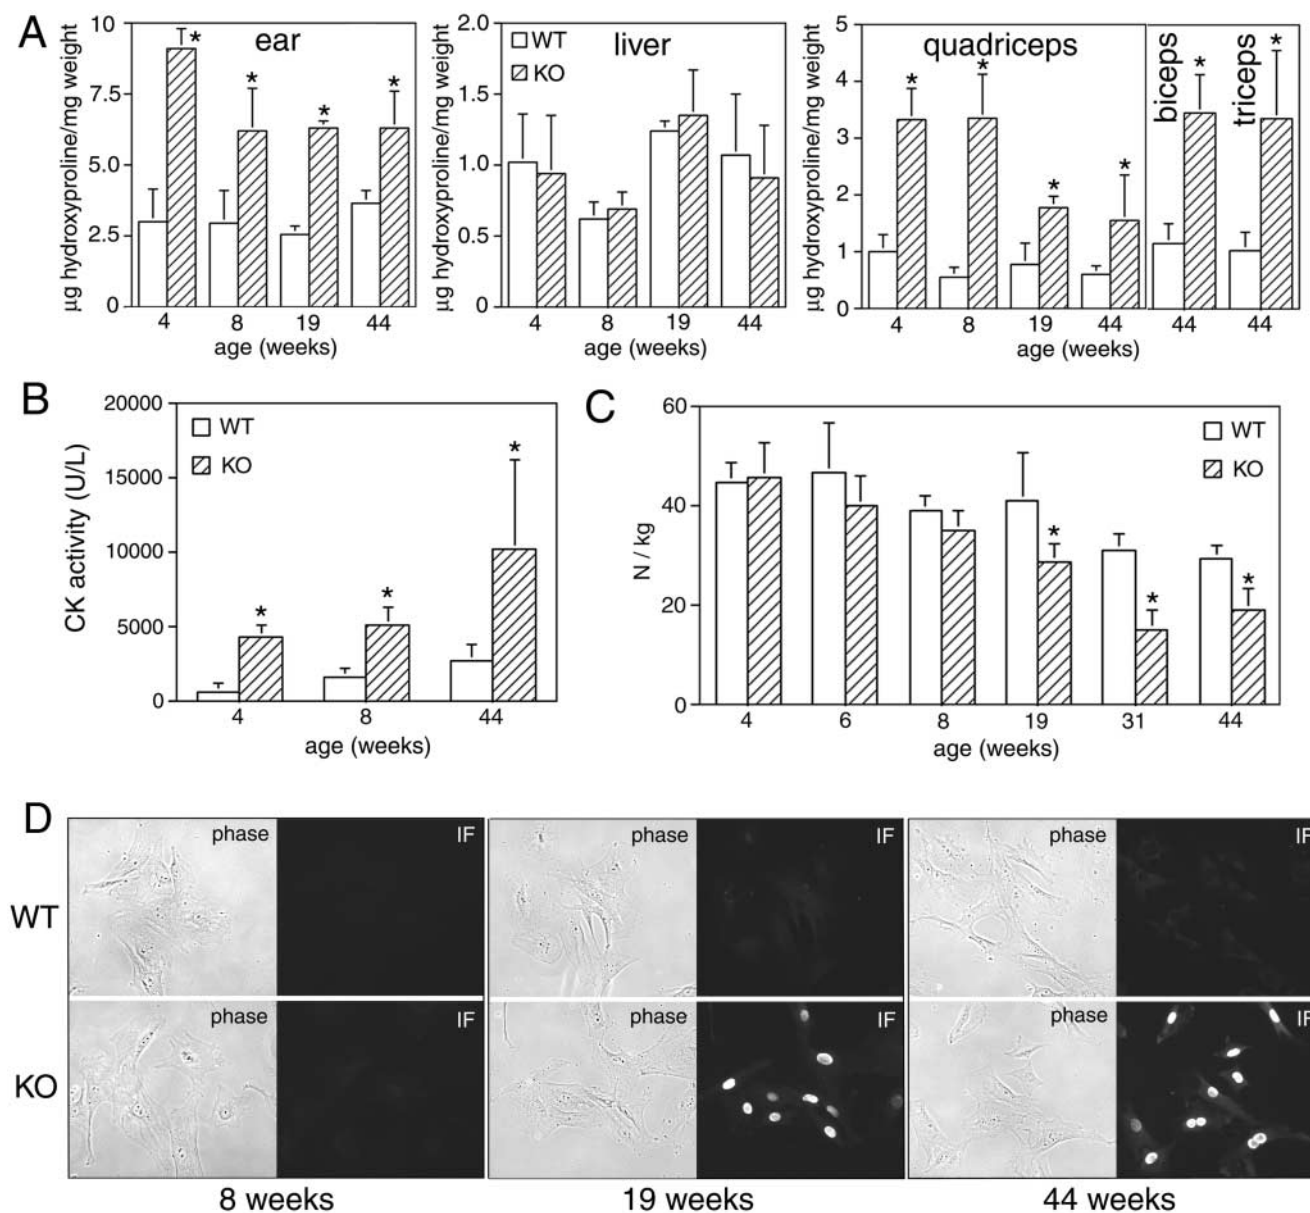 A
µg hydroxyproline/mg weight
10
7.5
5.0
2.5
0
ear
* * * *
4 8 19 44
age (weeks)
µg hydroxyproline/mg weight
2.0
1.5
1.0
0.5
0
WT
KO
liver
4 8 19 44
age (weeks)
µg hydroxyproline/mg weight
5
4
3
2
1
0
quadriceps
* * * *
4 8 19 44
age (weeks)
biceps
*
44
triceps
*
44
B
CK activity (U/L)
20000
15000
10000
5000
0
WT
KO
* * *
4 8 44
age (weeks)
C
N / kg
60
40
20
0
WT
KO
* * *
4 6 8 19 31 44
age (weeks)
D
WT
phase IF phase IF phase IF
KO
phase IF phase IF phase IF
8 weeks 19 weeks 44 weeks